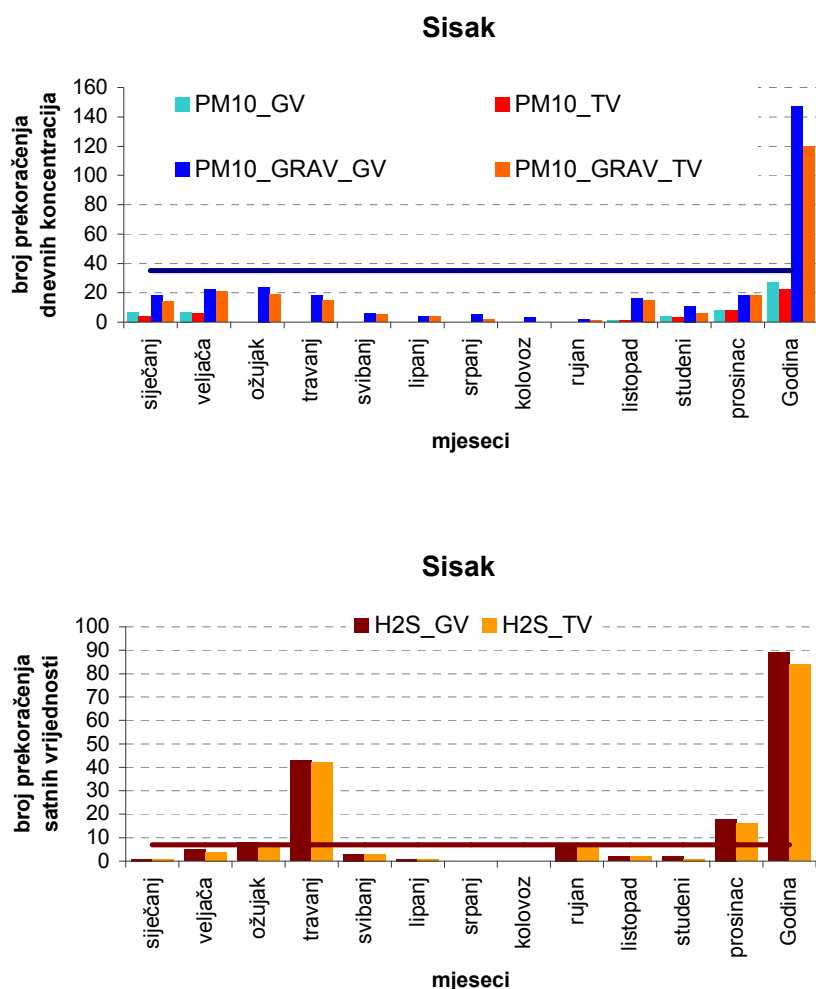 Sisak
broj prekoračenja
dnevnih koncentracija
160
140
120
100
80
60
40
20
0
PM10_GV
PM10_TV
PM10_GRAV_GV
PM10_GRAV_TV
siječanj
veljača
ožujak
travanj
svibanj
lipanj
srpanj
kolovoz
rujan
listopad
studeni
prosinac
Godina
mjeseci
Sisak
broj prekoračenja
satnih vrijednosti
100
90
80
70
60
50
40
30
20
10
0
H2S_GV
H2S_TV
siječanj
veljača
ožujak
travanj
svibanj
lipanj
srpanj
kolovoz
rujan
listopad
studeni
prosinac
Godina
mjeseci